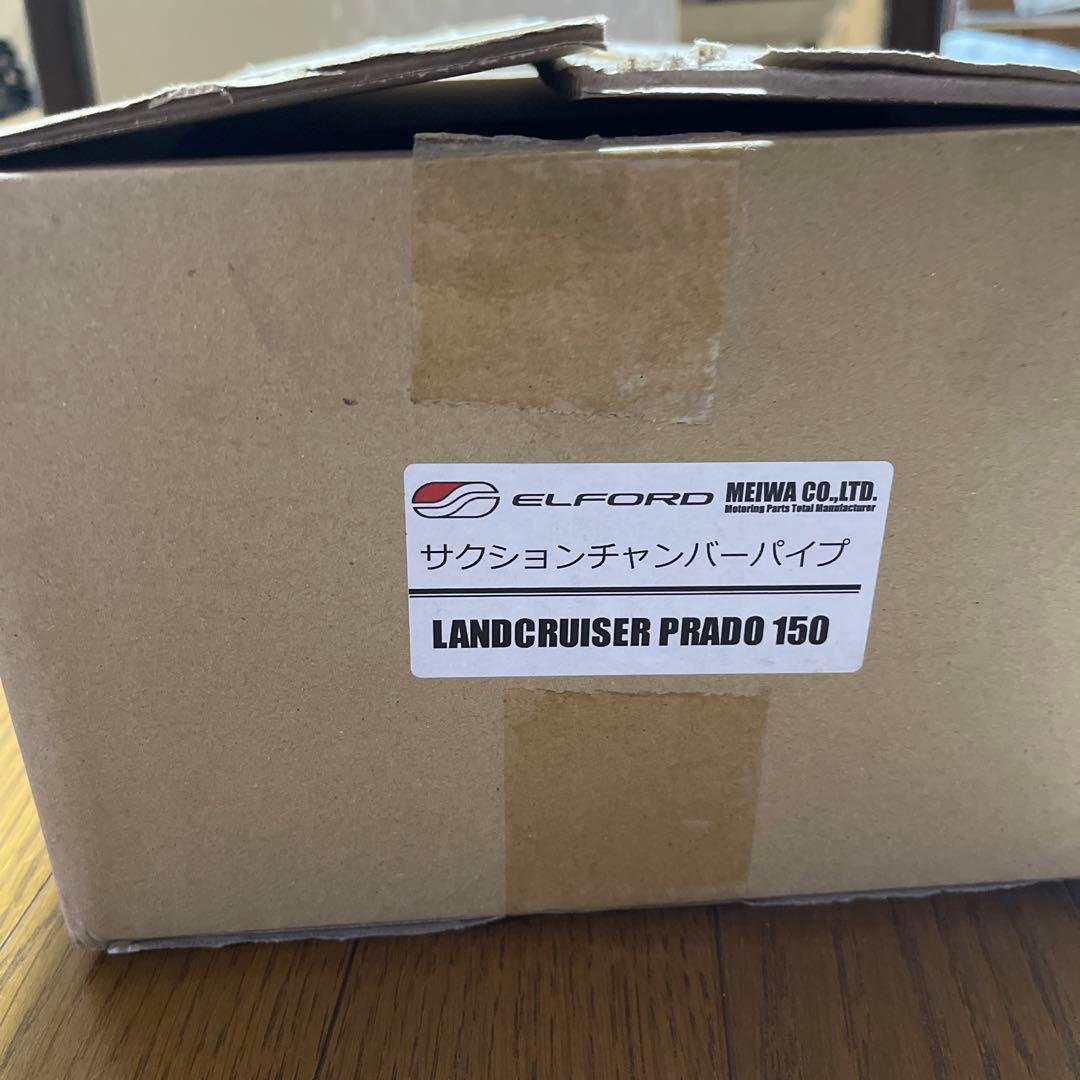 ELFORD MEIWA CO.,LTD.
Motoring Parts Total Manufacturer
サクションチャンバーパイプ
LANDCRUISER PRADO 150